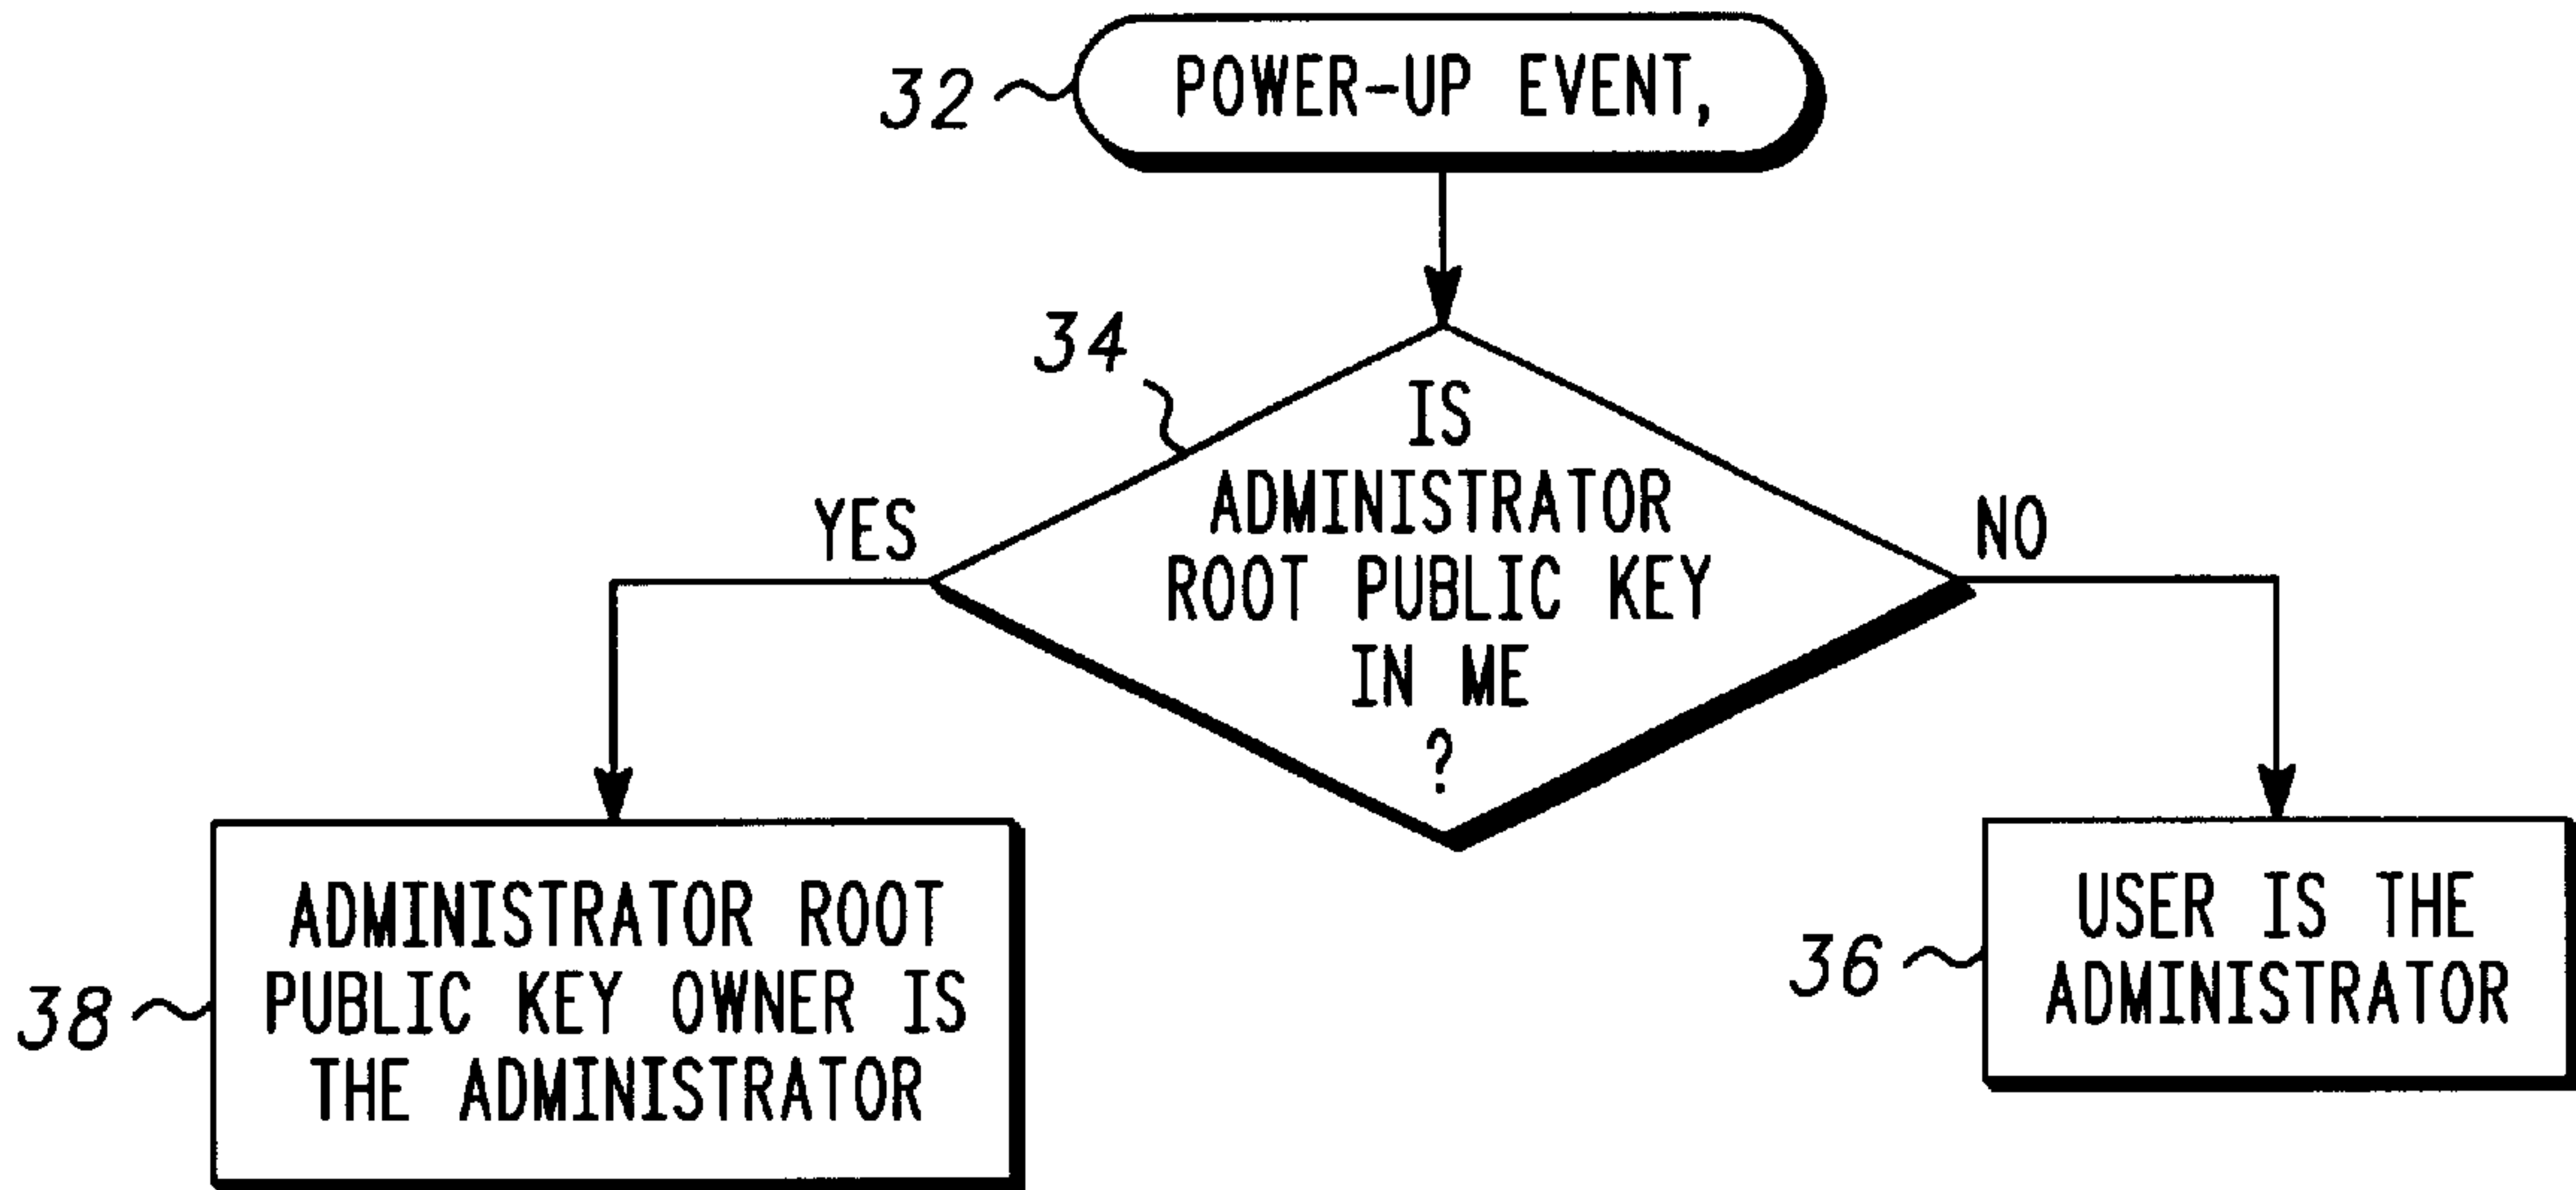 32
POWER-UP EVENT,
34
IS
ADMINISTRATOR
ROOT PUBLIC KEY
IN ME
?
YES
NO
38
ADMINISTRATOR ROOT
PUBLIC KEY OWNER IS
THE ADMINISTRATOR
36
USER IS THE
ADMINISTRATOR